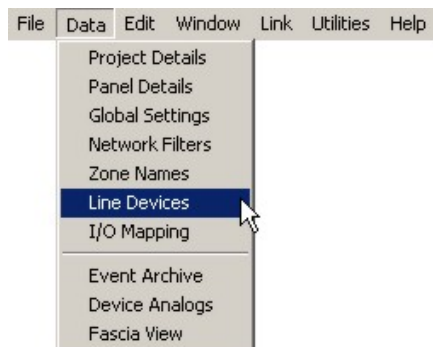 File Data Edit Window Link Utilities Help
Project Details
Panel Details
Global Settings
Network Filters
Zone Names
Line Devices
I/O Mapping
Event Archive
Device Analogs
Fascia View